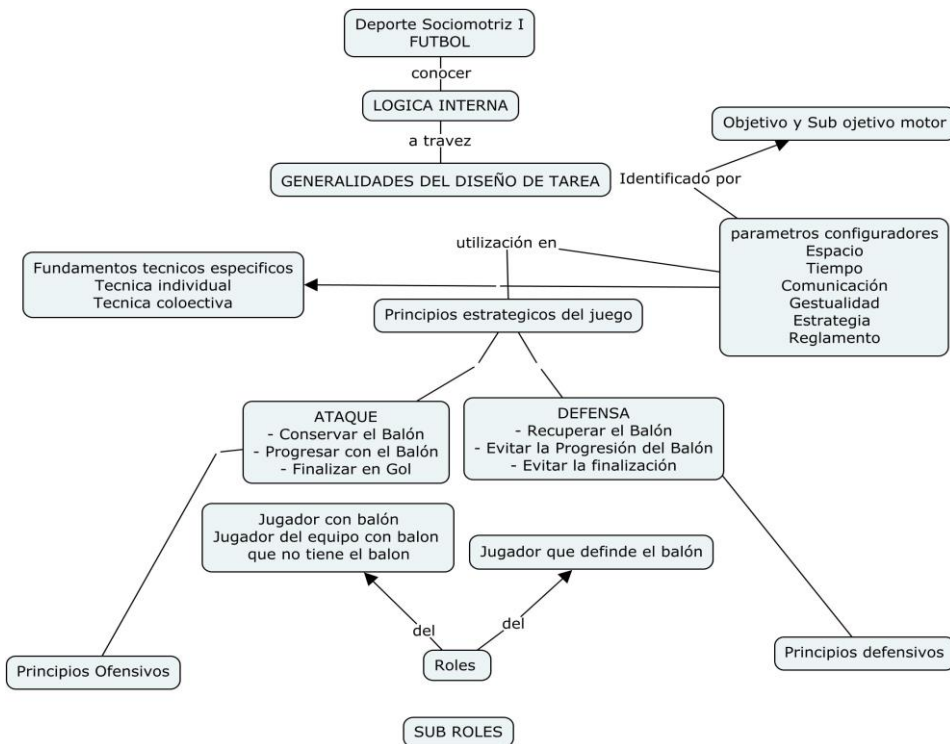 Deporte Sociomotriz I
FUTBOL
conocer
LOGICA INTERNA
a travez
GENERALIDADES DEL DISEÑO DE TAREA
Objetivo y Sub ojetivo motor
Identificado por
parametros configuradores
Espacio
Tiempo
Comunicación
Gestualidad
Estrategia
Reglamento
utilización en
Fundamentos tecnicos especificos
Tecnica individual
Tecnica coloectiva
Principios estrategicos del juego
ATAQUE
- Conservar el Balón
- Progresar con el Balón
- Finalizar en Gol
DEFENSA
- Recuperar el Balón
- Evitar la Progresión del Balón
- Evitar la finalización
Jugador con balón
Jugador del equipo con balon
que no tiene el balon
Jugador que definde el balón
del
del
Roles
Principios Ofensivos
Principios defensivos
SUB ROLES